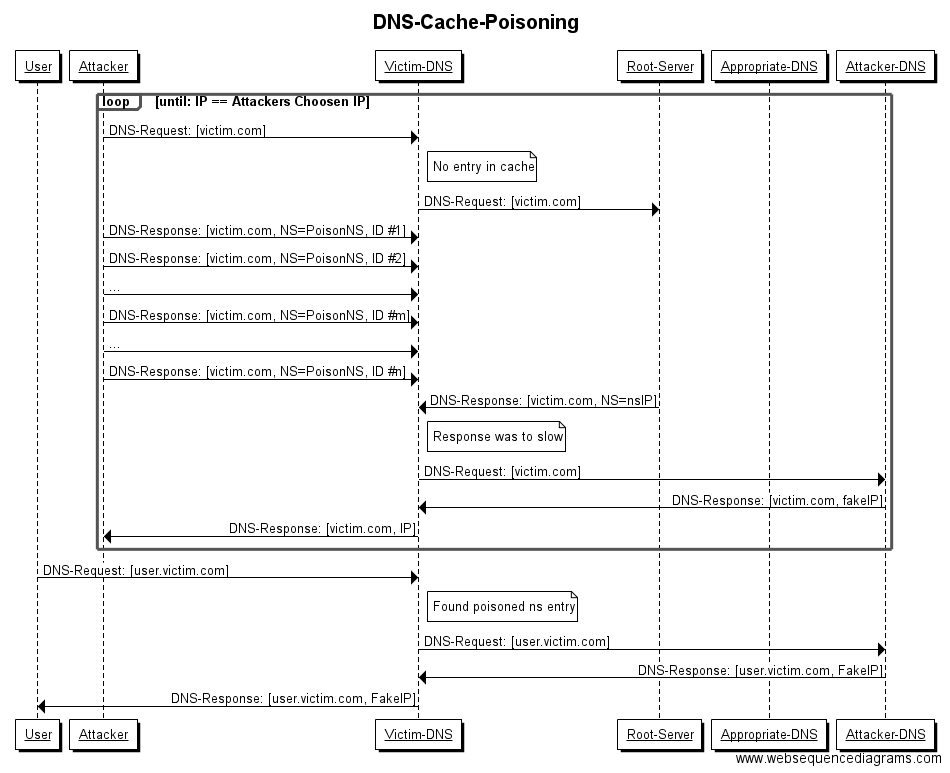 DNS-Cache-Poisoning
User Attacker Victim-DNS Root-Server Appropriate-DNS Attacker-DNS
loop [until: IP == Attackers Choosen IP]
DNS-Request: [victim.com]
No entry in cache
DNS-Request: [victim.com]
DNS-Response: [victim.com, NS=PoisonNS, ID #1]
DNS-Response: [victim.com, NS=PoisonNS, ID #2]
...
DNS-Response: [victim.com, NS=PoisonNS, ID #m]
...
DNS-Response: [victim.com, NS=PoisonNS, ID #n]
DNS-Response: [victim.com, NS=nsIP]
Response was to slow
DNS-Request: [victim.com]
DNS-Response: [victim.com, fakeIP]
DNS-Response: [victim.com, IP]
DNS-Request: [user.victim.com]
Found poisoned ns entry
DNS-Request: [user.victim.com]
DNS-Response: [user.victim.com, FakeIP]
DNS-Response: [user.victim.com, FakeIP]
User Attacker Victim-DNS Root-Server Appropriate-DNS Attacker-DNS
www.websequencediagrams.com